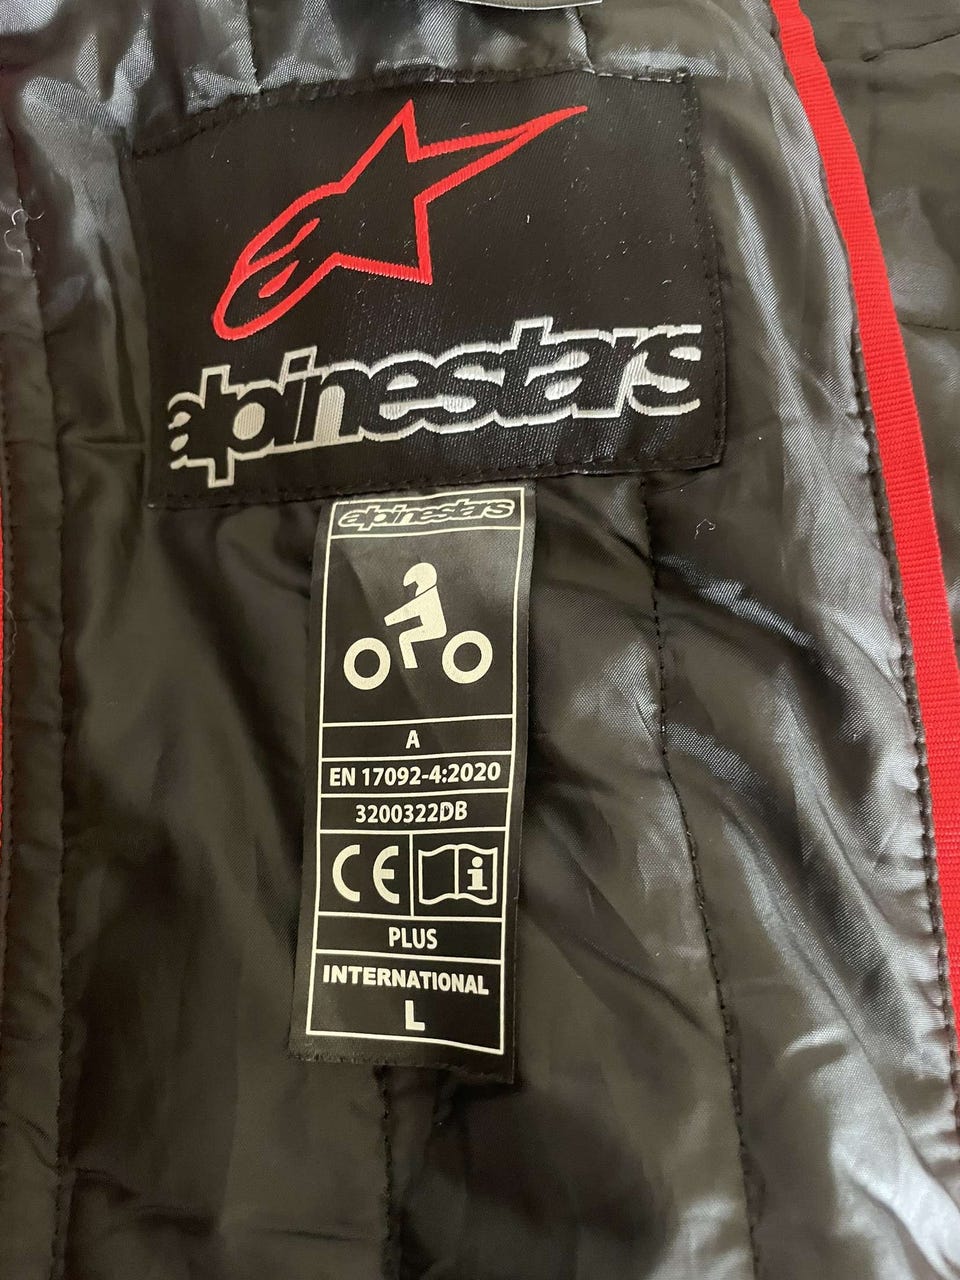 alpinestars
alpinestars
A
EN 17092-4:2020
3200322DB
CE i
PLUS
INTERNATIONAL
L